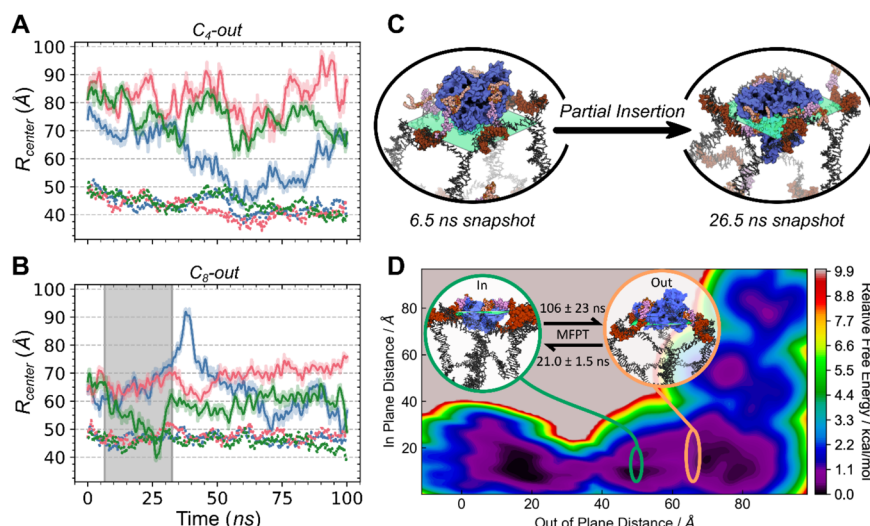 A
C4-out
Rcenter (Å)
100
90
80
70
60
50
40
B
C8-out
Rcenter (Å)
100
90
80
70
60
50
40
0
25
50
75
100
Time (ns)
C
Partial Insertion
6.5 ns snapshot
26.5 ns snapshot
D
In
Out
106 ± 23 ns
MFPT
21.0 ± 1.5 ns
In Plane Distance / Å
80
60
40
20
0
20
40
60
80
Out of Plane Distance / Å
9.9
8.8
7.7
6.6
5.5
4.4
3.3
2.2
1.1
0.0
Relative Free Energy / kcal/mol